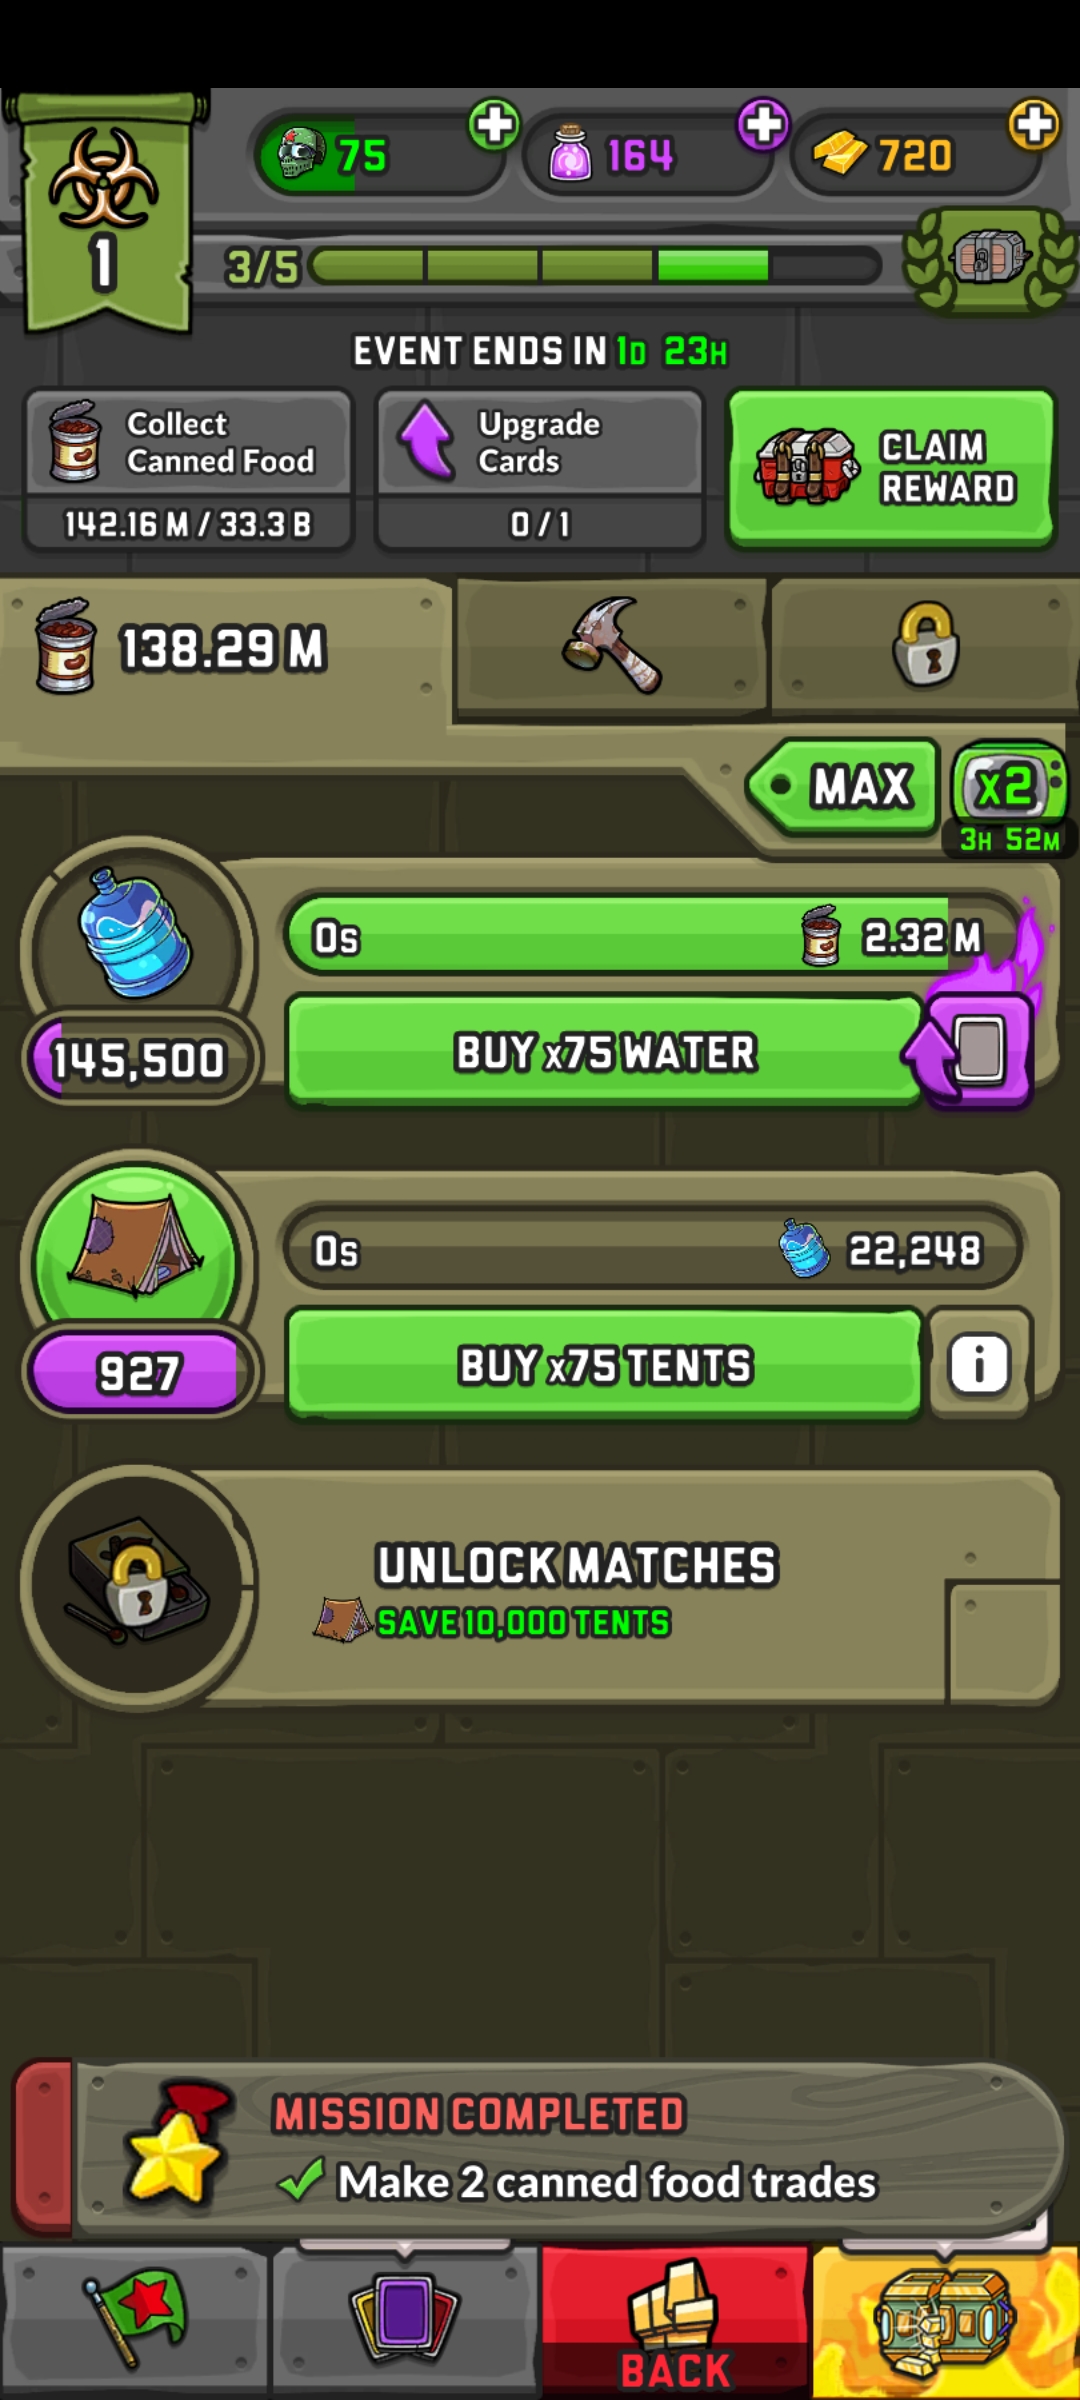 75
164
720
1
3/5
EVENT ENDS IN 1D 23H
Collect
Canned Food
142.16 M / 33.3 B
Upgrade
Cards
0 / 1
CLAIM
REWARD
138.29 M
MAX
x2
3H 52M
0s
2.32 M
145,500
BUY x75 WATER
0s
22,248
927
BUY x75 TENTS
i
UNLOCK MATCHES
SAVE 10,000 TENTS
MISSION COMPLETED
Make 2 canned food trades
BACK